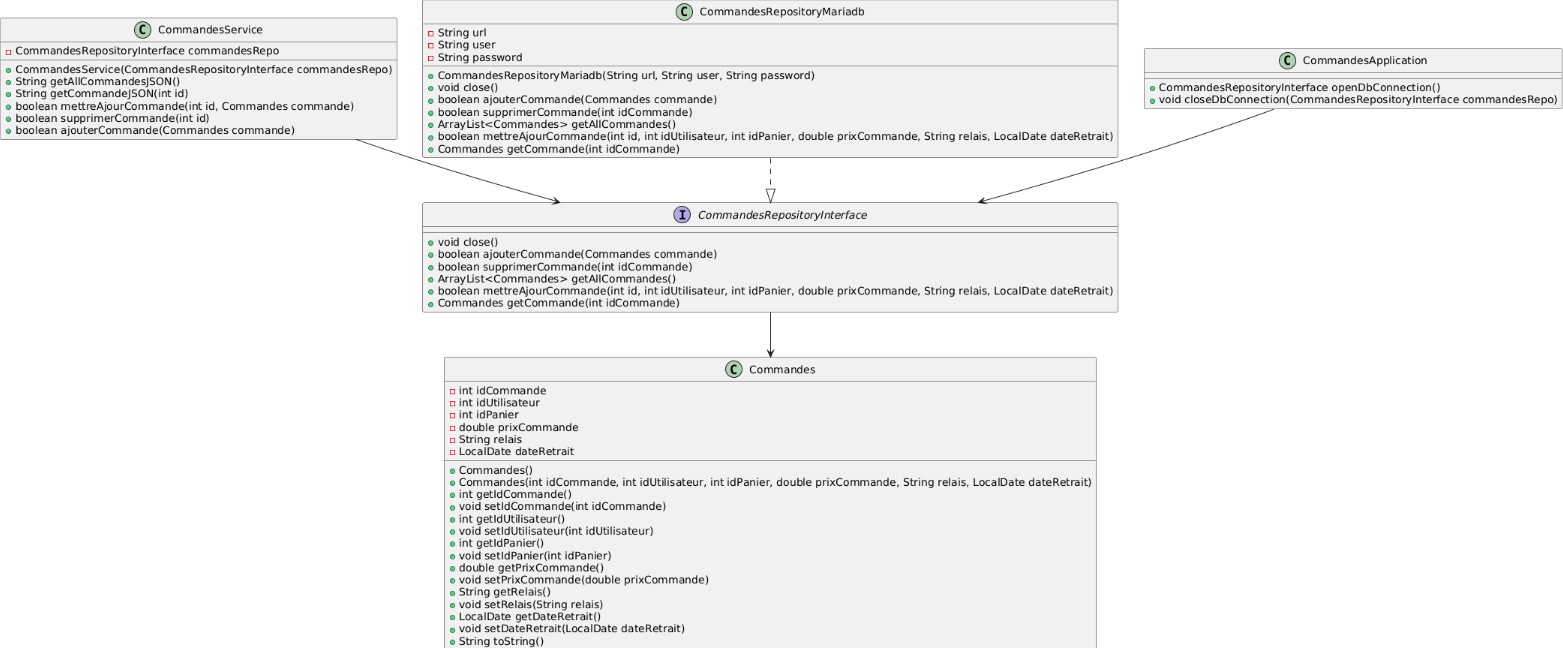 C CommandesService
CommandesRepositoryInterface commandesRepo
CommandesService(CommandesRepositoryInterface commandesRepo)
String getAllCommandesJSON()
String getCommandeJSON(int id)
boolean mettreAjourCommande(int id, Commandes commande)
boolean supprimerCommande(int id)
boolean ajouterCommande(Commandes commande)
C CommandesRepositoryMariadb
String url
String user
String password
CommandesRepositoryMariadb(String url, String user, String password)
void close()
boolean ajouterCommande(Commandes commande)
boolean supprimerCommande(int idCommande)
ArrayList<Commandes> getAllCommandes()
boolean mettreAjourCommande(int id, int idUtilisateur, int idPanier, double prixCommande, String relais, LocalDate dateRetrait)
Commandes getCommande(int idCommande)
C CommandesApplication
CommandesRepositoryInterface openDbConnection()
void closeDbConnection(CommandesRepositoryInterface commandesRepo)
I CommandesRepositoryInterface
void close()
boolean ajouterCommande(Commandes commande)
boolean supprimerCommande(int idCommande)
ArrayList<Commandes> getAllCommandes()
boolean mettreAjourCommande(int id, int idUtilisateur, int idPanier, double prixCommande, String relais, LocalDate dateRetrait)
Commandes getCommande(int idCommande)
C Commandes
int idCommande
int idUtilisateur
int idPanier
double prixCommande
String relais
LocalDate dateRetrait
Commandes()
Commandes(int idCommande, int idUtilisateur, int idPanier, double prixCommande, String relais, LocalDate dateRetrait)
int getIdCommande()
void setIdCommande(int idCommande)
int getIdUtilisateur()
void setIdUtilisateur(int idUtilisateur)
int getIdPanier()
void setIdPanier(int idPanier)
double getPrixCommande()
void setPrixCommande(double prixCommande)
String getRelais()
void setRelais(String relais)
LocalDate getDateRetrait()
void setDateRetrait(LocalDate dateRetrait)
String toString()